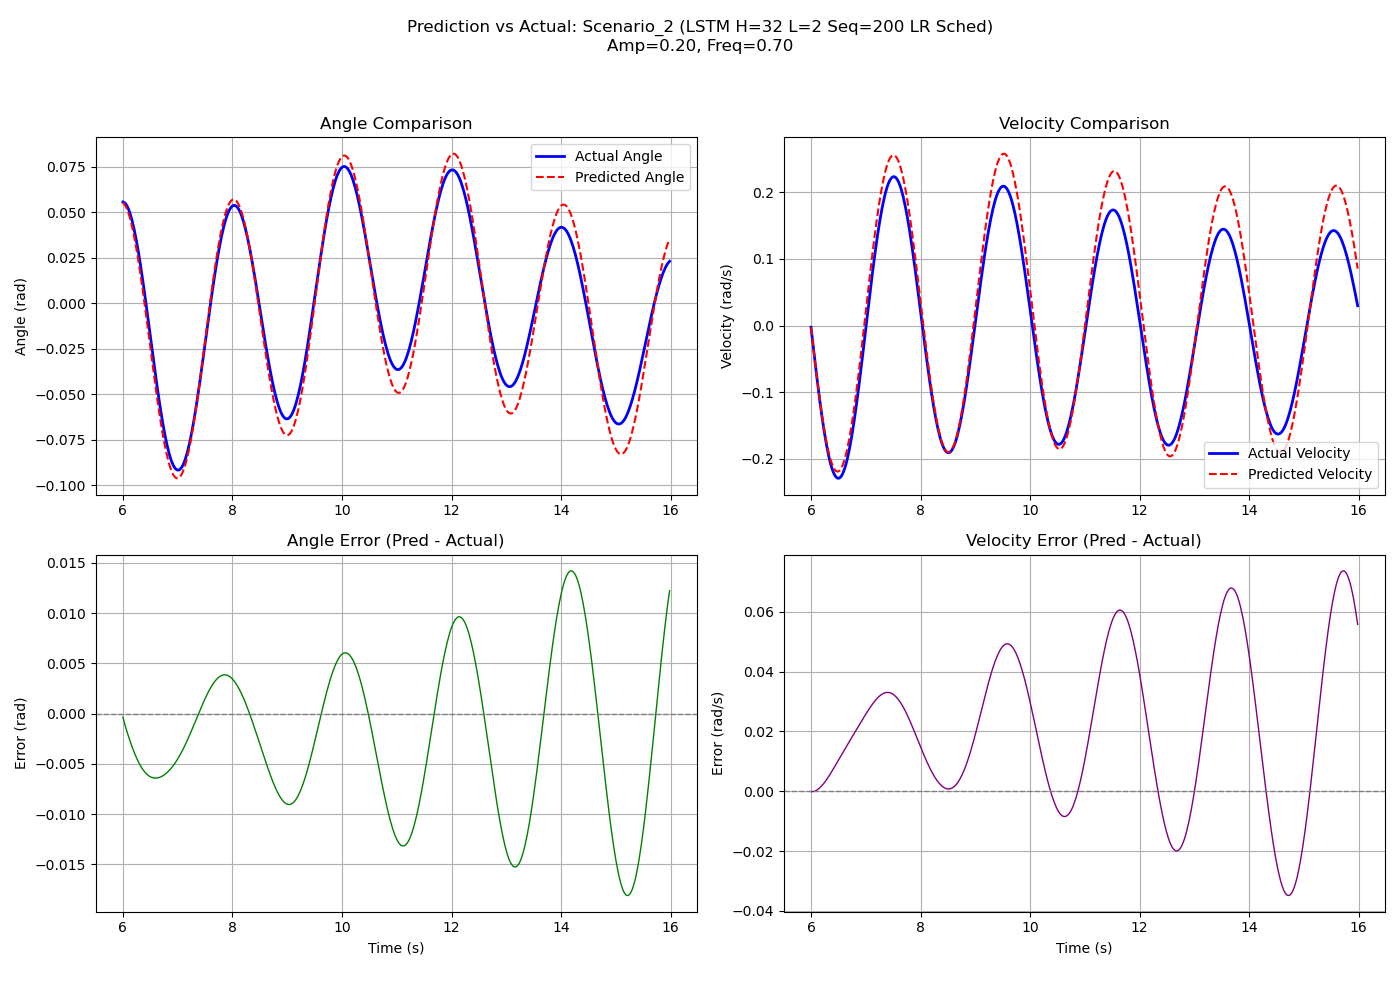 Prediction vs Actual: Scenario_2 (LSTM H=32 L=2 Seq=200 LR Sched)
Amp=0.20, Freq=0.70
Angle Comparison
Angle (rad)
0.075
0.050
0.025
0.000
−0.025
−0.050
−0.075
−0.100
6 8 10 12 14 16
Actual Angle
Predicted Angle
Velocity Comparison
Velocity (rad/s)
0.2
0.1
0.0
−0.1
−0.2
6 8 10 12 14 16
Actual Velocity
Predicted Velocity
Angle Error (Pred - Actual)
Error (rad)
0.015
0.010
0.005
0.000
−0.005
−0.010
−0.015
6 8 10 12 14 16
Time (s)
Velocity Error (Pred - Actual)
Error (rad/s)
0.06
0.04
0.02
0.00
−0.02
−0.04
6 8 10 12 14 16
Time (s)